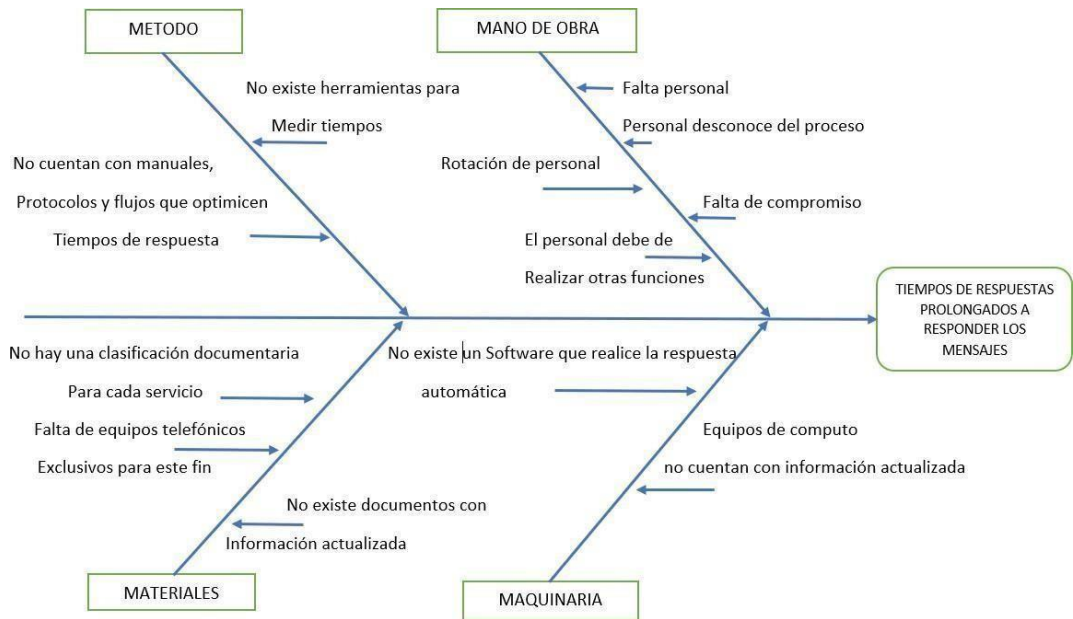 METODO
MANO DE OBRA
No existe herramientas para
Medir tiempos
No cuentan con manuales,
Protocolos y flujos que optimicen
Tiempos de respuesta
Falta personal
Personal desconoce del proceso
Rotación de personal
Falta de compromiso
El personal debe de
Realizar otras funciones
TIEMPOS DE RESPUESTAS
PROLONGADOS A
RESPONDER LOS
MENSAJES
No hay una clasificación documentaria
Para cada servicio
Falta de equipos telefónicos
Exclusivos para este fin
No existe documentos con
Información actualizada
No existe un Software que realice la respuesta
automática
Equipos de computo
no cuentan con información actualizada
MATERIALES
MAQUINARIA